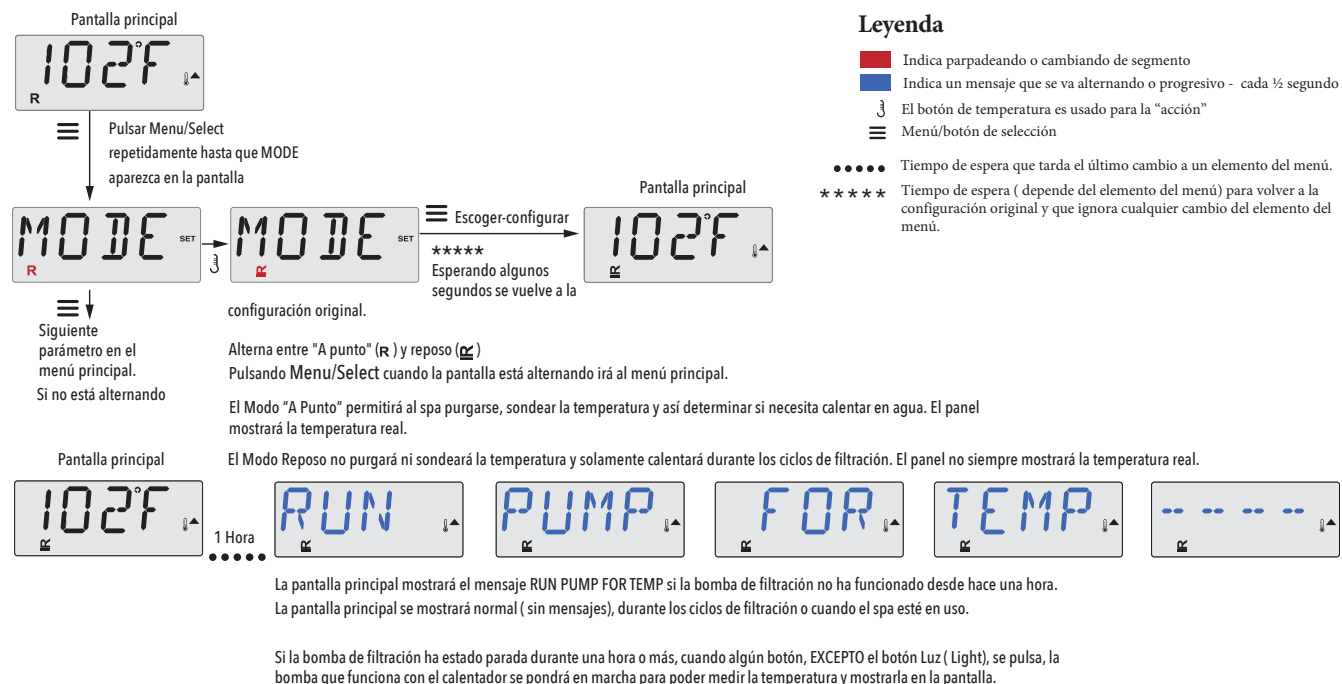 Pantalla principal
102°F
R
Pulsar Menu/Select
repetidamente hasta que MODE
aparezca en la pantalla
Leyenda
Indica parpadeando o cambiando de segmento
Indica un mensaje que se va alternando o progresivo - cada ½ segundo
El botón de temperatura es usado para la “acción”
Menú/botón de selección
Tiempo de espera que tarda el último cambio a un elemento del menú.
***** Tiempo de espera ( depende del elemento del menú) para volver a la
configuración original y que ignora cualquier cambio del elemento del
menú.
MODE SET
R
MODE SET
R
Escoger-configurar
*****
Esperando algunos
segundos se vuelve a la
configuración original.
Pantalla principal
102°F
R
Siguiente
parámetro en el
menú principal.
Si no está alternando
Alterna entre "A punto" (R ) y reposo (R )
Pulsando Menu/Select cuando la pantalla está alternando irá al menú principal.
El Modo “A Punto” permitirá al spa purgarse, sondear la temperatura y así determinar si necesita calentar en agua. El panel
mostrará la temperatura real.
El Modo Reposo no purgará ni sondeará la temperatura y solamente calentará durante los ciclos de filtración. El panel no siempre mostrará la temperatura real.
Pantalla principal
102°F
R
1 Hora
RUN
R
PUMP
R
FOR
R
TEMP
R
-- -- -- --
R
La pantalla principal mostrará el mensaje RUN PUMP FOR TEMP si la bomba de filtración no ha funcionado desde hace una hora.
La pantalla principal se mostrará normal ( sin mensajes), durante los ciclos de filtración o cuando el spa esté en uso.
Si la bomba de filtración ha estado parada durante una hora o más, cuando algún botón, EXCEPTO el botón Luz ( Light), se pulsa, la
bomba que funciona con el calentador se pondrá en marcha para poder medir la temperatura y mostrarla en la pantalla.